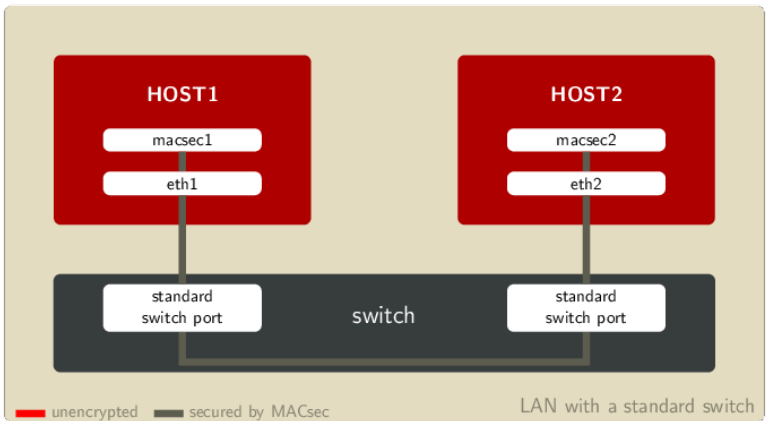 HOST1
macsec1
eth1
HOST2
macsec2
eth2
standard
switch port
switch
standard
switch port
unencrypted
secured by MACsec
LAN with a standard switch